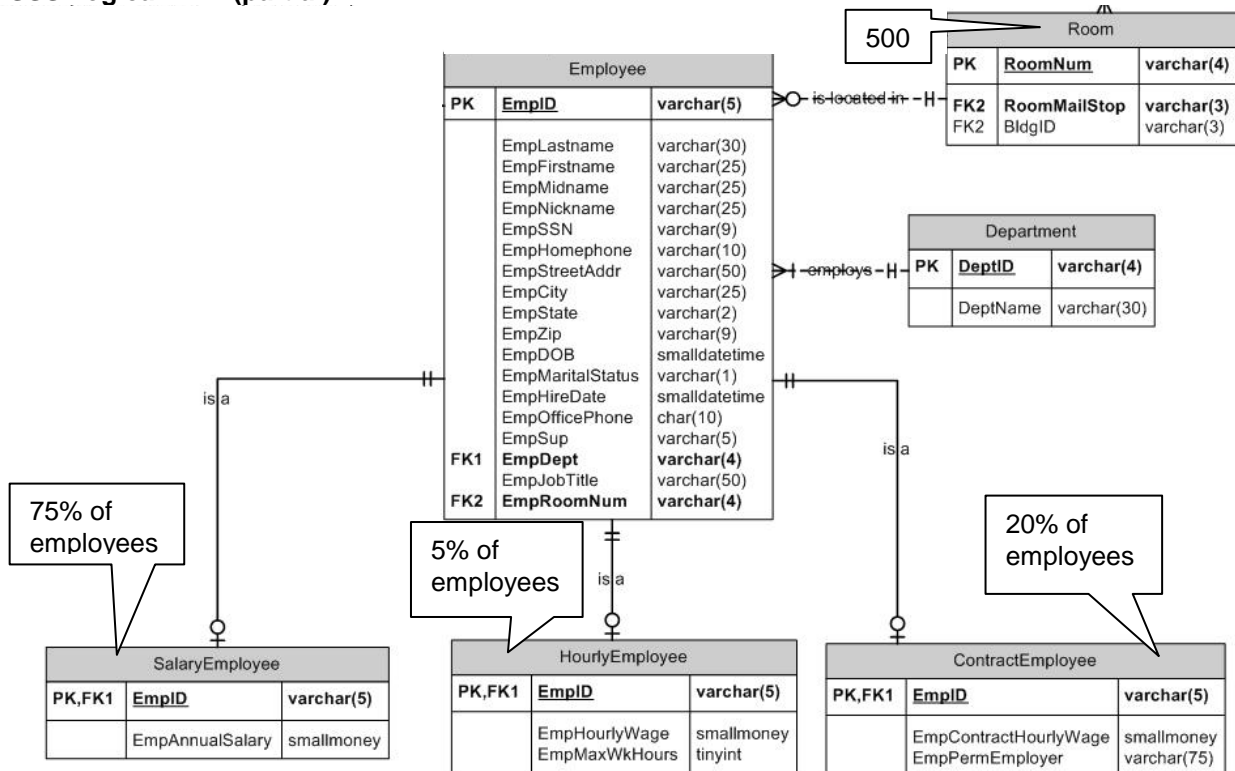 (partial)
500
Room
PK RoomNum varchar(4)
FK2 RoomMailStop varchar(3)
FK2 BldgID varchar(3)
Employee
PK EmpID varchar(5)
EmpLastname varchar(30)
EmpFirstname varchar(25)
EmpMidname varchar(25)
EmpNickname varchar(25)
EmpSSN varchar(9)
EmpHomephone varchar(10)
EmpStreetAddr varchar(50)
EmpCity varchar(25)
EmpState varchar(2)
EmpZip varchar(9)
EmpDOB smalldatetime
EmpMaritalStatus varchar(1)
EmpHireDate smalldatetime
EmpOfficePhone char(10)
EmpSup varchar(5)
FK1 EmpDept varchar(4)
EmpJobTitle varchar(50)
FK2 EmpRoomNum varchar(4)
is located in
employs
Department
PK DeptID varchar(4)
DeptName varchar(30)
is a
is a
is a
75% of
employees
5% of
employees
20% of
employees
SalaryEmployee
PK,FK1 EmpID varchar(5)
EmpAnnualSalary smallmoney
HourlyEmployee
PK,FK1 EmpID varchar(5)
EmpHourlyWage smallmoney
EmpMaxWkHours tinyint
ContractEmployee
PK,FK1 EmpID varchar(5)
EmpContractHourlyWage smallmoney
EmpPermEmployer varchar(75)